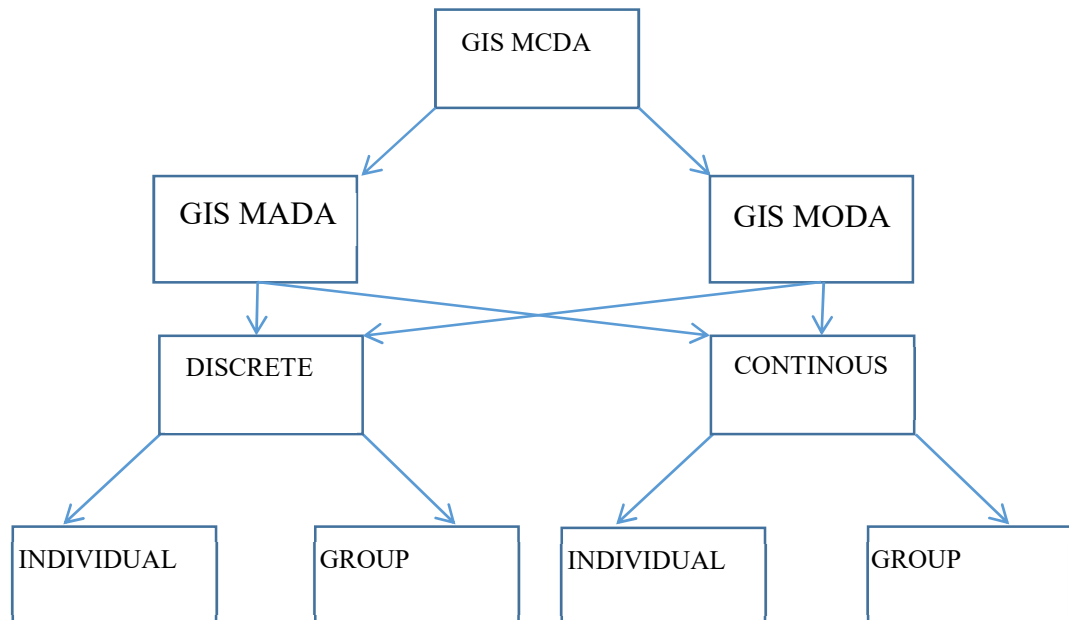 GIS MCDA
GIS MADA
GIS MODA
DISCRETE
CONTINOUS
INDIVIDUAL
GROUP
INDIVIDUAL
GROUP